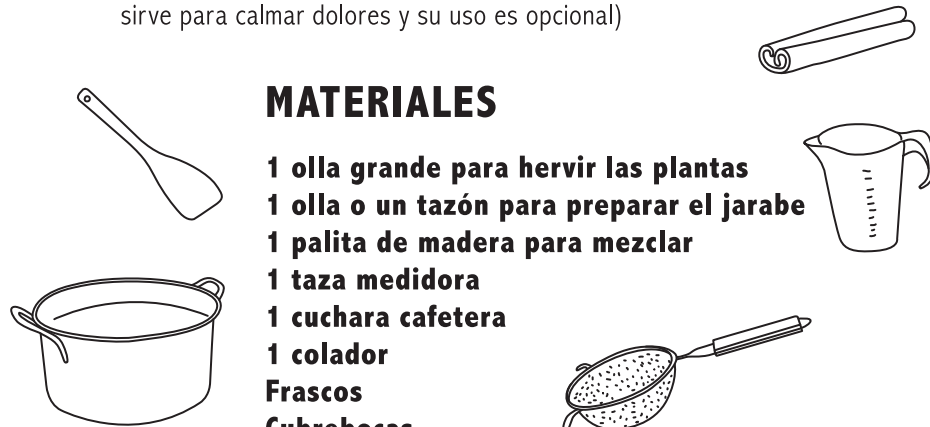 sirve para calmar dolores y su uso es opcional)
MATERIALES
1 olla grande para hervir las plantas
1 olla o un tazón para preparar el jarabe
1 palita de madera para mezclar
1 taza medidora
1 cuchara cafetera
1 colador
Frascos
Cubrebocas